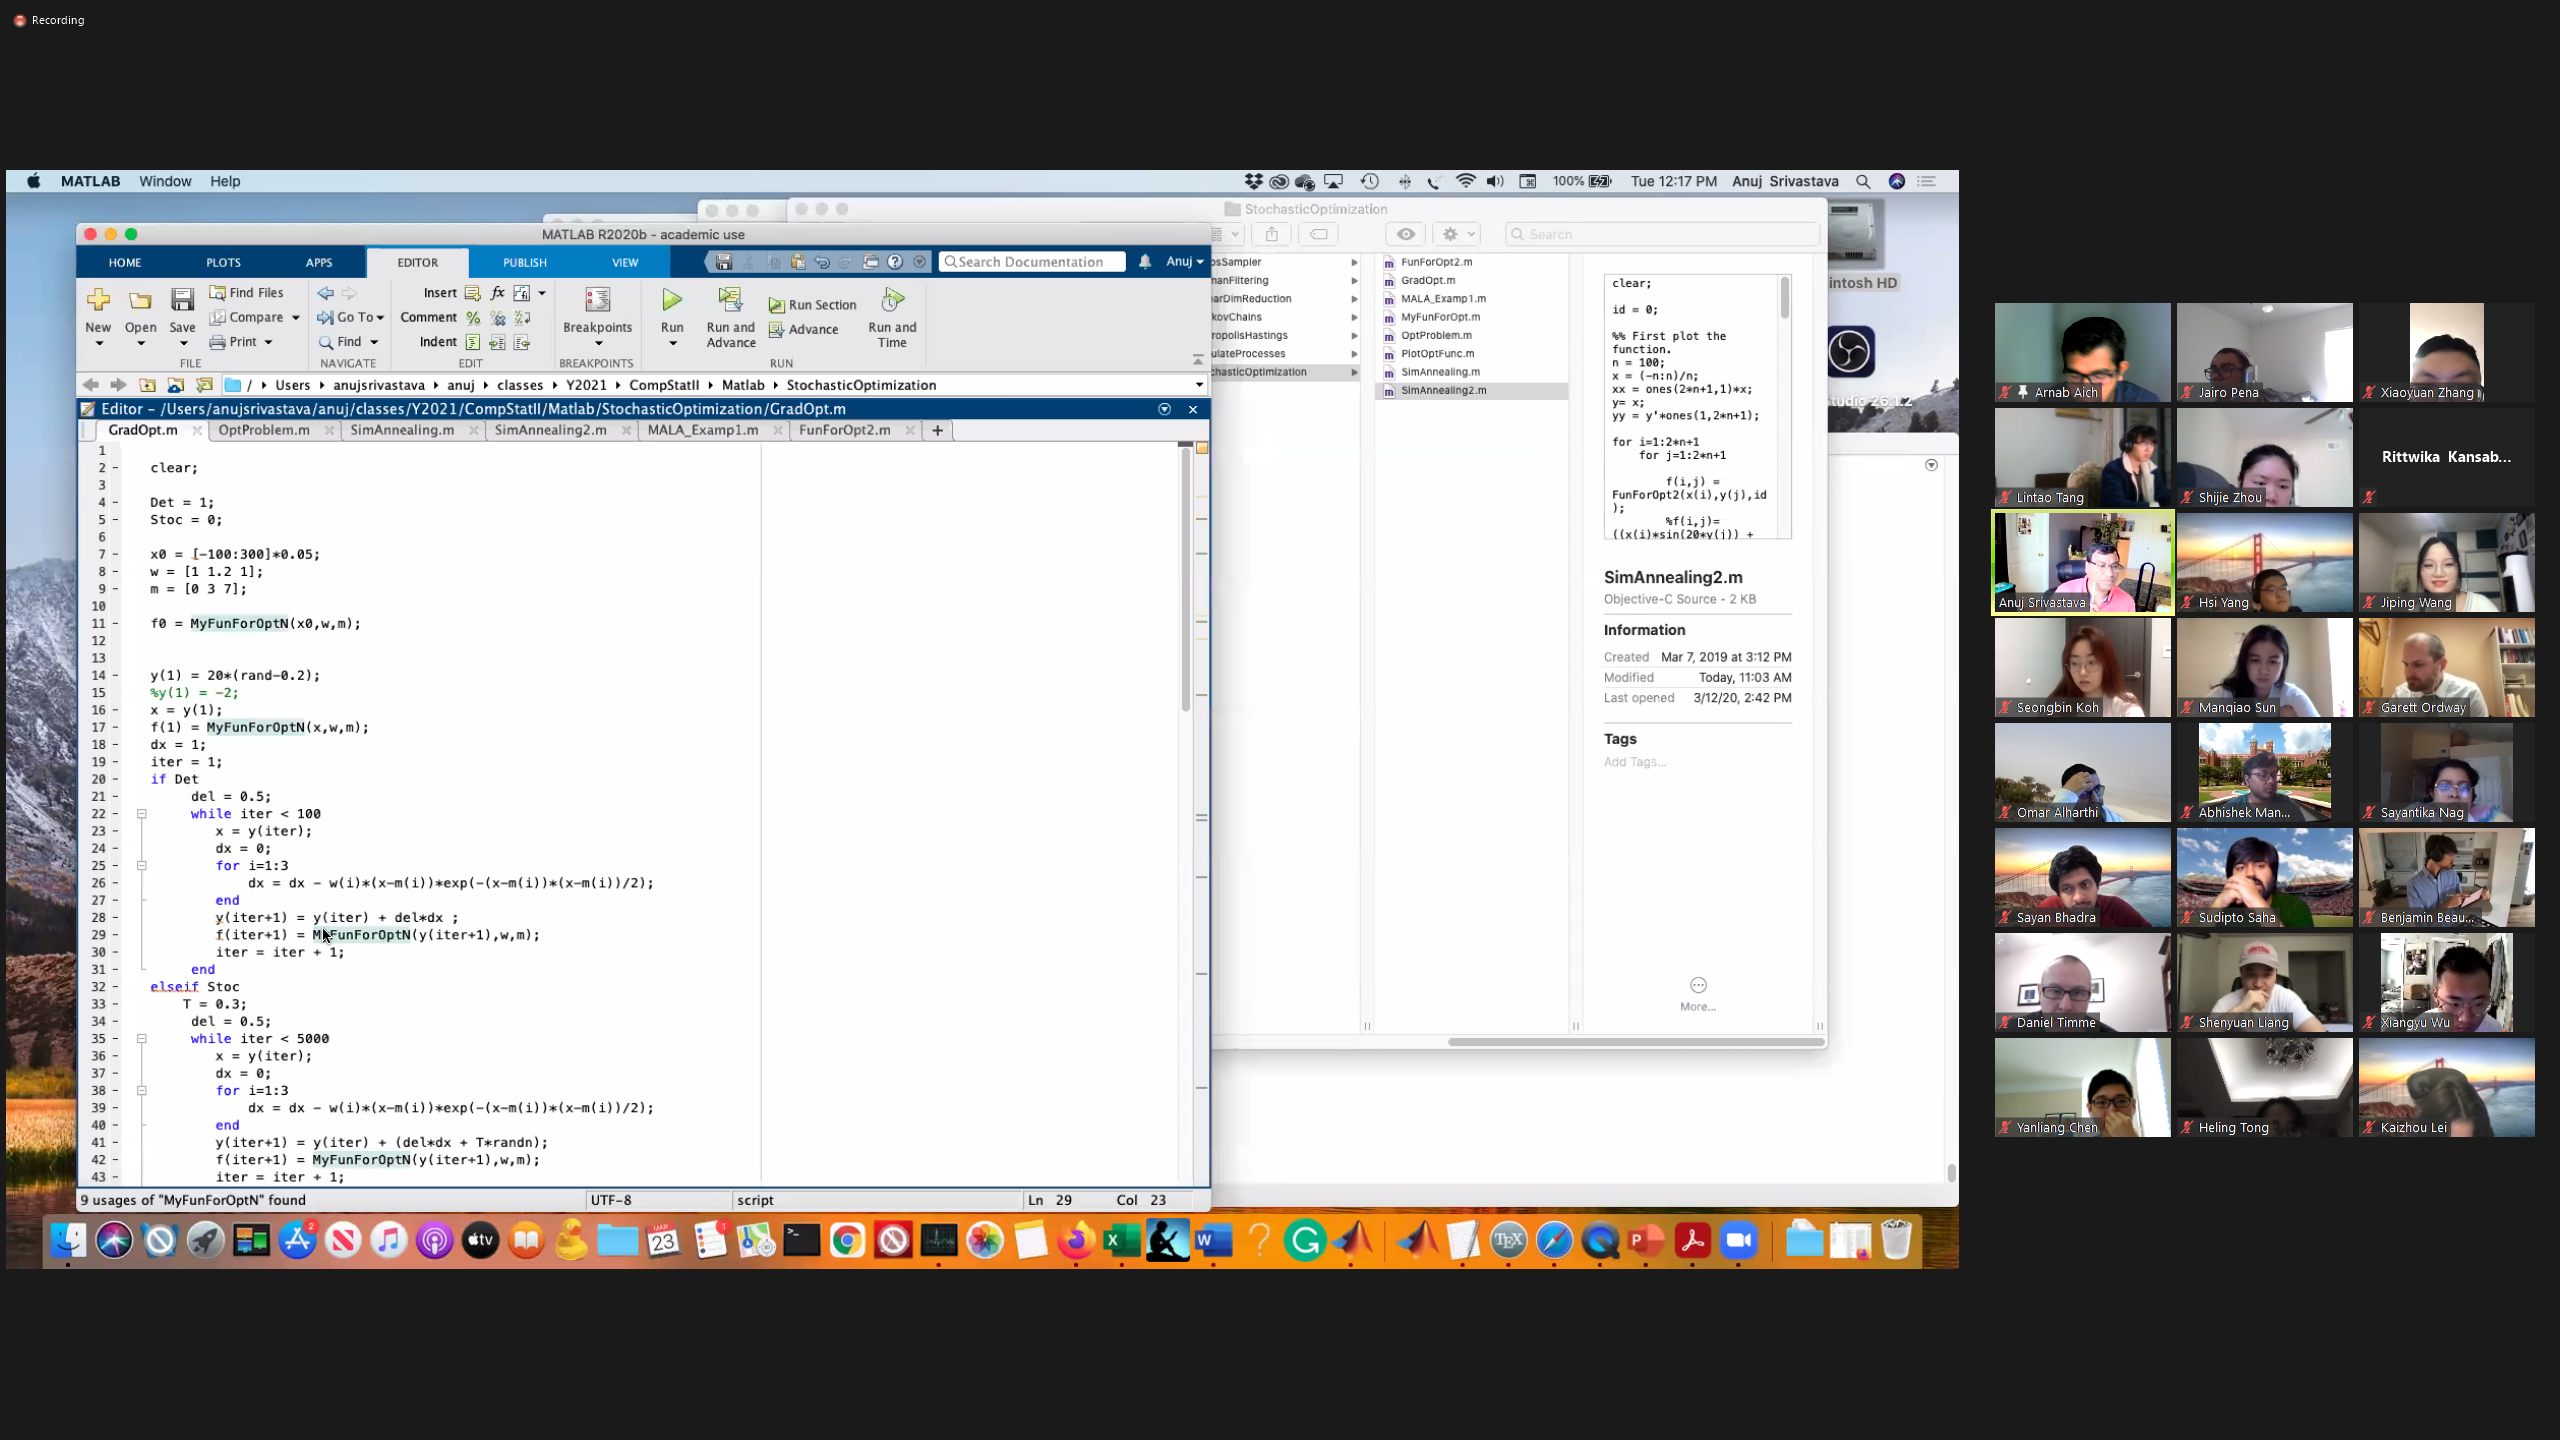 Recording
MATLAB Window Help
100% Tue 12:17 PM Anuj Srivastava
StochasticOptimization
Search
MATLAB R2020b - academic use
HOME PLOTS APPS EDITOR PUBLISH VIEW
Search Documentation
Anuj
New Open Save
Find Files
Compare
Print
FILE
Go To
Find
NAVIGATE
Insert fx
Comment
Indent
EDIT
Breakpoints
BREAKPOINTS
Run
Run and Advance
Run Section
Advance
Run and Time
RUN
/ Users anujsrivastava anuj classes Y2021 CompStatII Matlab StochasticOptimization
Editor - /Users/anujsrivastava/anuj/classes/Y2021/CompStatII/Matlab/StochasticOptimization/GradOpt.m
GradOpt.m OptProblem.m SimAnnealing.m SimAnnealing2.m MALA_Examp1.m FunForOpt2.m +
1
2 - clear;
3
4 - Det = 1;
5 - Stoc = 0;
6
7 - x0 = [-100:300]*0.05;
8 - w = [1 1.2 1];
9 - m = [0 3 7];
10
11 - f0 = MyFunForOptN(x0,w,m);
12
13
14 - y(1) = 20*(rand-0.2);
15 %y(1) = -2;
16 - x = y(1);
17 - f(1) = MyFunForOptN(x,w,m);
18 - dx = 1;
19 - iter = 1;
20 - if Det
21 - del = 0.5;
22 - while iter < 100
23 - x = y(iter);
24 - dx = 0;
25 - for i=1:3
26 - dx = dx - w(i)*(x-m(i))*exp(-(x-m(i))*(x-m(i))/2);
27 - end
28 - y(iter+1) = y(iter) + del*dx ;
29 - f(iter+1) = MyFunForOptN(y(iter+1),w,m);
30 - iter = iter + 1;
31 - end
32 - elseif Stoc
33 - T = 0.3;
34 - del = 0.5;
35 - while iter < 5000
36 - x = y(iter);
37 - dx = 0;
38 - for i=1:3
39 - dx = dx - w(i)*(x-m(i))*exp(-(x-m(i))*(x-m(i))/2);
40 - end
41 - y(iter+1) = y(iter) + (del*dx + T*randn);
42 - f(iter+1) = MyFunForOptN(y(iter+1),w,m);
43 - iter = iter + 1;
9 usages of "MyFunForOptN" found UTF-8 script Ln 29 Col 23
osSampler
manFiltering
earDimReduction
kovChains
ropolisHastings
ulateProcesses
chasticOptimization
FunForOpt2.m
GradOpt.m
MALA_Examp1.m
MyFunForOpt.m
OptProblem.m
PlotOptFunc.m
SimAnnealing.m
SimAnnealing2.m
clear;
id = 0;
%% First plot the
function.
n = 100;
x = (-n:n)/n;
xx = ones(2*n+1,1)*x;
y= x;
yy = y'*ones(1,2*n+1);
for i=1:2*n+1
for j=1:2*n+1
f(i,j) =
FunForOpt2(x(i),y(j),id
);
%f(i,j)=
((x(i)*sin(20*y(j)) +
SimAnnealing2.m
Objective-C Source - 2 KB
Information
Created Mar 7, 2019 at 3:12 PM
Modified Today, 11:03 AM
Last opened 3/12/20, 2:42 PM
Tags
Add Tags...
More...
intosh HD
Studio 26.1.2
2
tv
MAR
23
1
TEX
Arnab Aich
Jairo Pena
Xiaoyuan Zhang
Lintao Tang
Shijie Zhou
Rittwika Kansab...
Anuj Srivastava
Hsi Yang
Jiping Wang
Seongbin Koh
Manqiao Sun
Garett Ordway
Omar Alharthi
Abhishek Man...
Sayantika Nag
Sayan Bhadra
Sudipto Saha
Benjamin Beau...
Daniel Timme
Shenyuan Liang
Xiangyu Wu
Yanliang Chen
Heling Tong
Kaizhou Lei